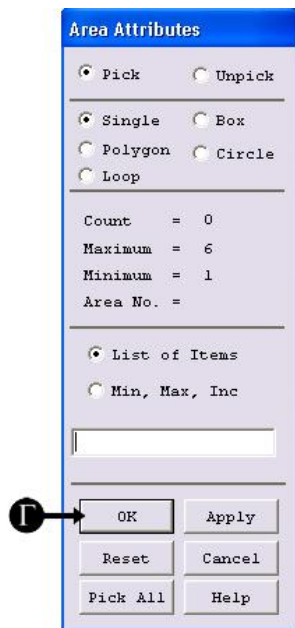 Area Attributes
Pick Unpick
Single Box
Polygon Circle
Loop
Count = 0
Maximum = 6
Minimum = 1
Area No. =
List of Items
Min, Max, Inc
Γ
OK Apply
Reset Cancel
Pick All Help